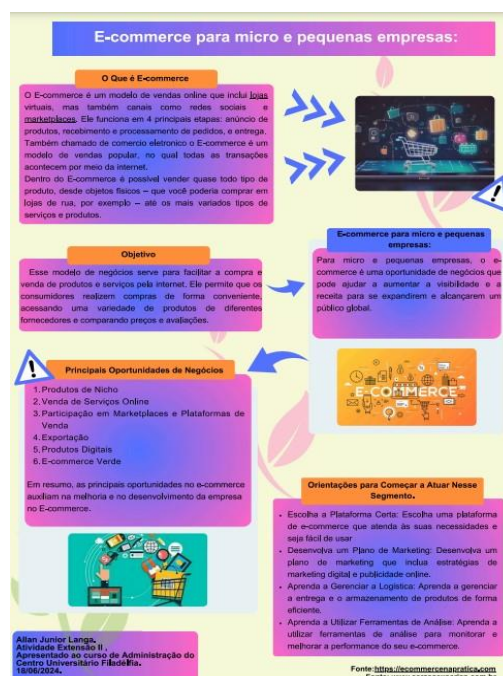 E-commerce para micro e pequenas empresas:
O Que é E-commerce
O E-commerce é um modelo de vendas online que inclui lojas
virtuais, mas também canais como redes sociais e
marketplaces. Ele funciona em 4 principais etapas: anúncio de
produtos, recebimento e processamento de pedidos, e entrega.
Também chamado de comercio eletronico o E-commerce é um
modelo de vendas popular, no qual todas as transações
acontecem por meio da internet.
Dentro do E-commerce é possivel vender quase todo tipo de
produto, desde objetos físicos – que você poderia comprar em
lojas de rua, por exemplo – até os mais variados tipos de
serviços e produtos.
Objetivo
Esse modelo de negócios serve para facilitar a compra e
venda de produtos e serviços pela internet. Ele permite que os
consumidores realizem compras de forma conveniente,
acessando uma variedade de produtos de diferentes
fornecedores e comparando preços e avaliações.
E-commerce para micro e pequenas
empresas:
Para micro e pequenas empresas, o e-
commerce é uma oportunidade de negócios que
pode ajudar a aumentar a visibilidade e a
receita para se expandirem e alcançarem um
público global.
E-COMMERCE
Principais Oportunidades de Negócios
1. Produtos de Nicho
2. Venda de Serviços Online
3. Participação em Marketplaces e Plataformas de
Venda
4. Exportação
5. Produtos Digitais
6. E-commerce Verde
Em resumo, as principais oportunidades no e-commerce
auxiliam na melhoria e no desenvolvimento da empresa
no E-commerce.
Orientações para Começar a Atuar Nesse
Segmento.
• Escolha a Plataforma Certa: Escolha uma plataforma
de e-commerce que atenda às suas necessidades e
seja fácil de usar
• Desenvolva um Plano de Marketing: Desenvolva um
plano de marketing que inclua estratégias de
marketing digital e publicidade online.
• Aprenda a Gerenciar a Logística: Aprenda a gerenciar
a entrega e o armazenamento de produtos de forma
eficiente.
• Aprenda a Utilizar Ferramentas de Análise: Aprenda a
utilizar ferramentas de análise para monitorar e
melhorar a performance do seu e-commerce.
Allan Junior Langa.
Atividade Extensão II .
Apresentado ao curso de Administração do
Centro Universitário Filadélfia.
18/06/2024.
Fonte:https://ecommercenapratica.com